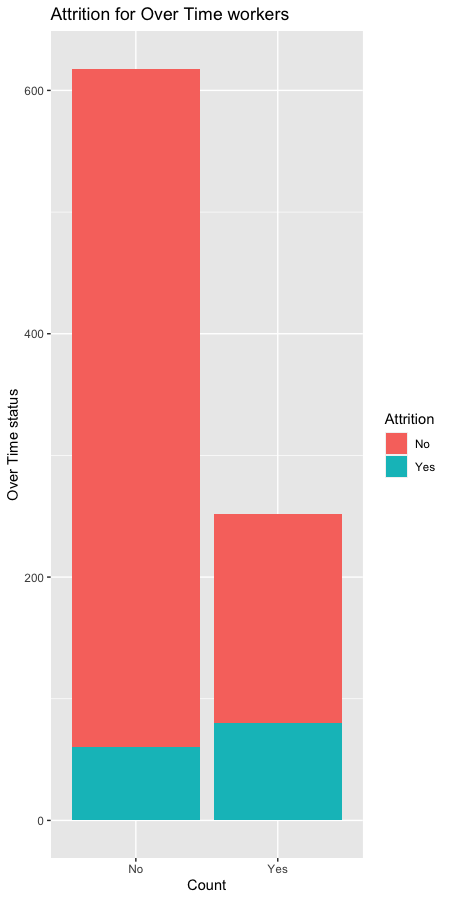 Attrition for Over Time workers
600
400
200
0
Over Time status
No
Yes
Count
Attrition
No
Yes